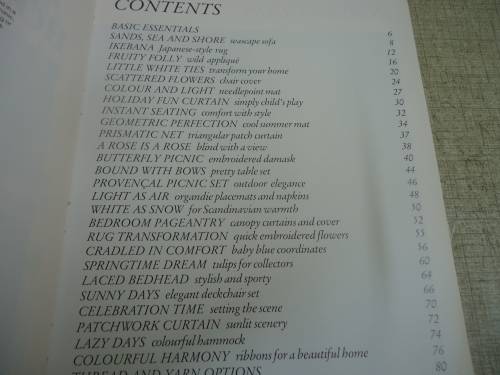 CONTENTS
BASIC ESSENTIALS 6
SANDS, SEA AND SHORE seascape sofa 8
IKEBANA Japanese-style rug 12
FRUITY FOLLY wild appliqué 16
LITTLE WHITE TIES transform your home 20
SCATTERED FLOWERS chair cover 24
COLOUR AND LIGHT needlepoint mat 27
HOLIDAY FUN CURTAIN simply child's play 30
INSTANT SEATING comfort with style 32
GEOMETRIC PERFECTION cool summer mat 34
PRISMATIC NET triangular patch curtain 37
A ROSE IS A ROSE blind with a view 38
BUTTERFLY PICNIC embroidered damask 40
BOUND WITH BOWS pretty table set 44
PROVENÇAL PICNIC SET outdoor elegance 46
LIGHT AS AIR organdie placemats and napkins 48
WHITE AS SNOW for Scandinavian warmth 50
BEDROOM PAGEANTRY canopy curtains and cover 52
RUG TRANSFORMATION quick embroidered flowers 55
CRADLED IN COMFORT baby blue coordinates 56
SPRINGTIME DREAM tulips for collectors 60
LACED BEDHEAD stylish and sporty 64
SUNNY DAYS elegant deckchair set 66
CELEBRATION TIME setting the scene 70
PATCHWORK CURTAIN sunlit scenery 72
LAZY DAYS colourful hammock 74
COLOURFUL HARMONY ribbons for a beautiful home 76
THREAD AND YARN OPTIONS 80